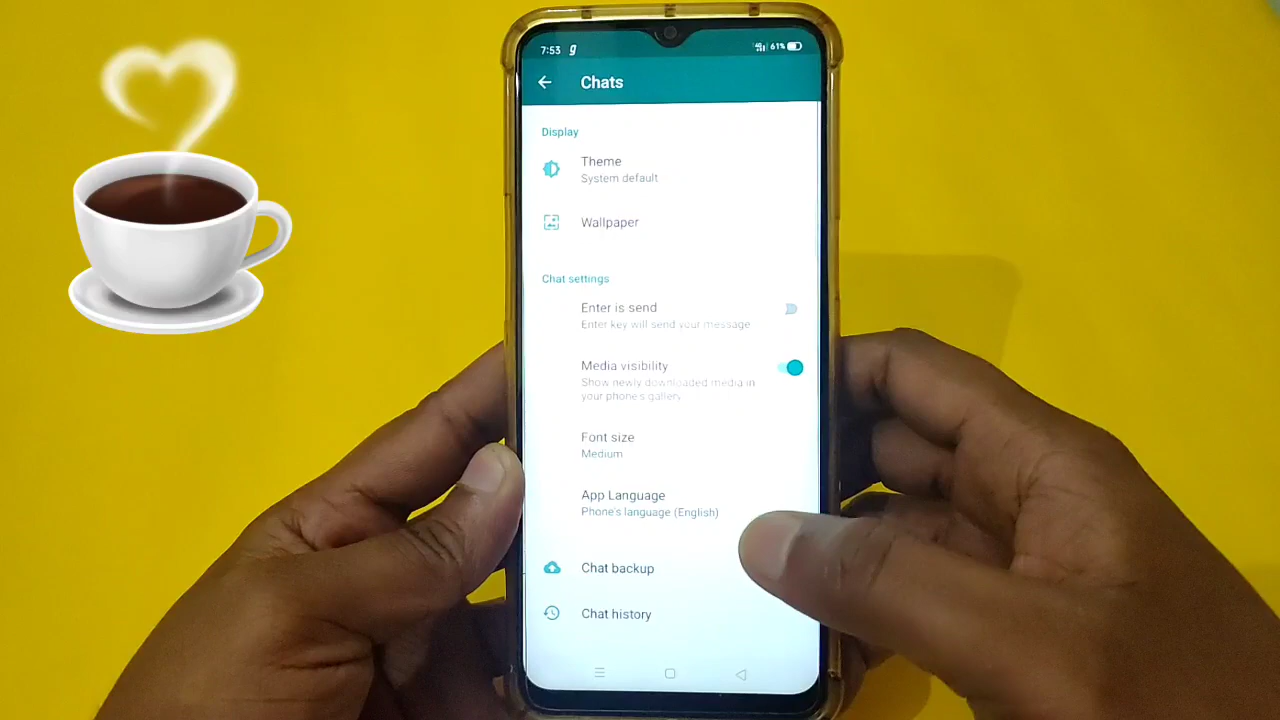 7:53 g 4G 61%
Chats
Display
Theme
System default
Wallpaper
Chat settings
Enter is send
Enter key will send your message
Media visibility
Show newly downloaded media in
your phone's gallery
Font size
Medium
App Language
Phone's language (English)
Chat backup
Chat history